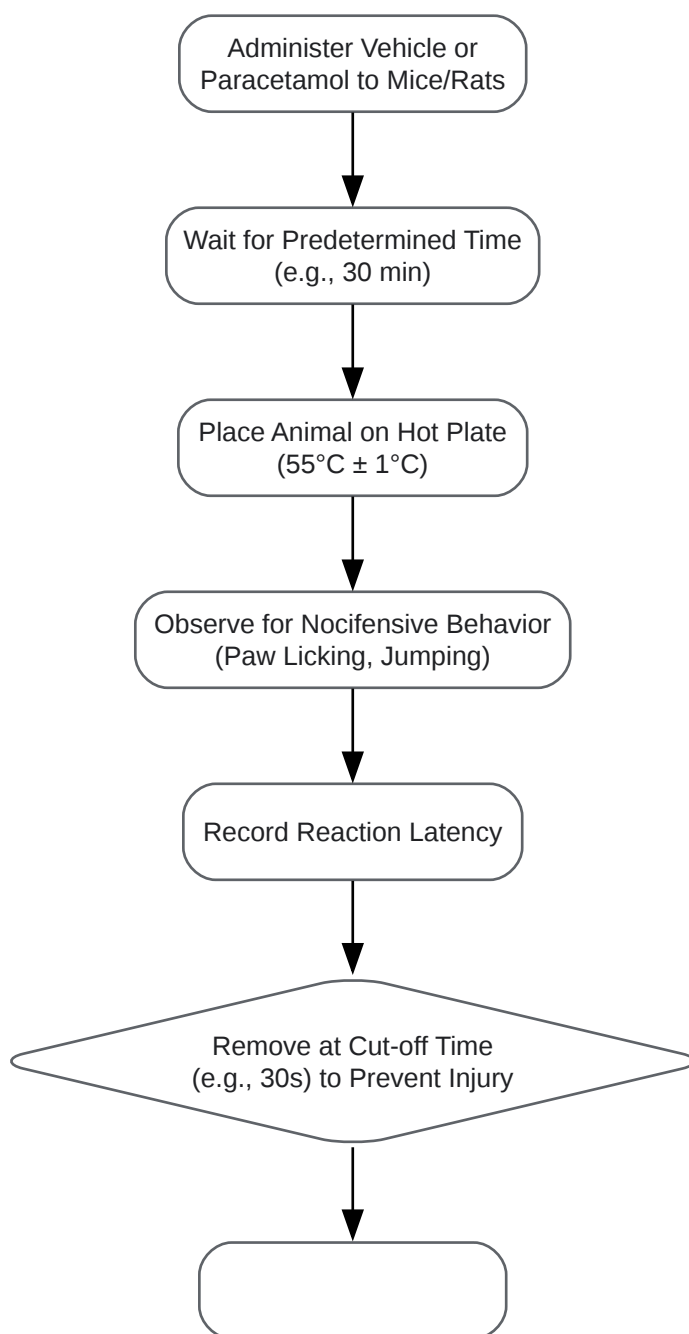 Administer Vehicle or
Paracetamol to Mice/Rats
Wait for Predetermined Time
(e.g., 30 min)
Place Animal on Hot Plate
(55°C ± 1°C)
Observe for Nocifensive Behavior
(Paw Licking, Jumping)
Record Reaction Latency
Remove at Cut-off Time
(e.g., 30s) to Prevent Injury